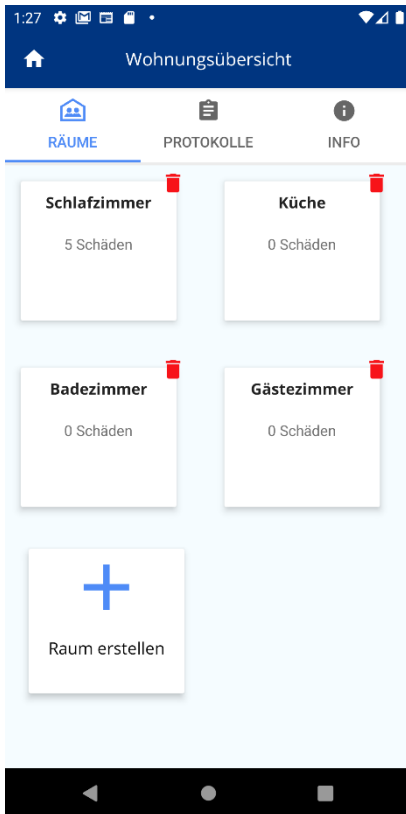 1:27
Wohnungsübersicht
RÄUME PROTOKOLLE INFO
Schlafzimmer Küche
5 Schäden 0 Schäden
Badezimmer Gästezimmer
0 Schäden 0 Schäden
Raum erstellen